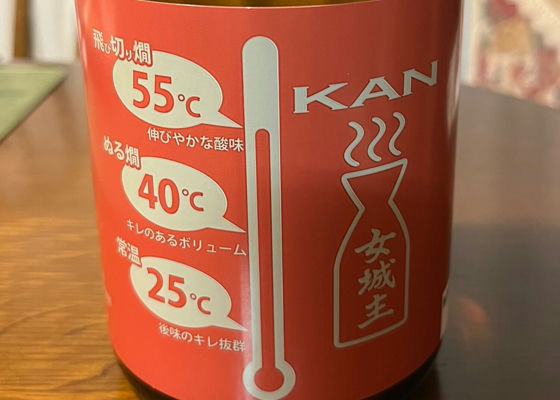 飛び切り燗
55℃
伸びやかな酸味
ぬる燗
40℃
キレのあるボリューム
常温
25℃
後味のキレ抜群
KAN
女城主